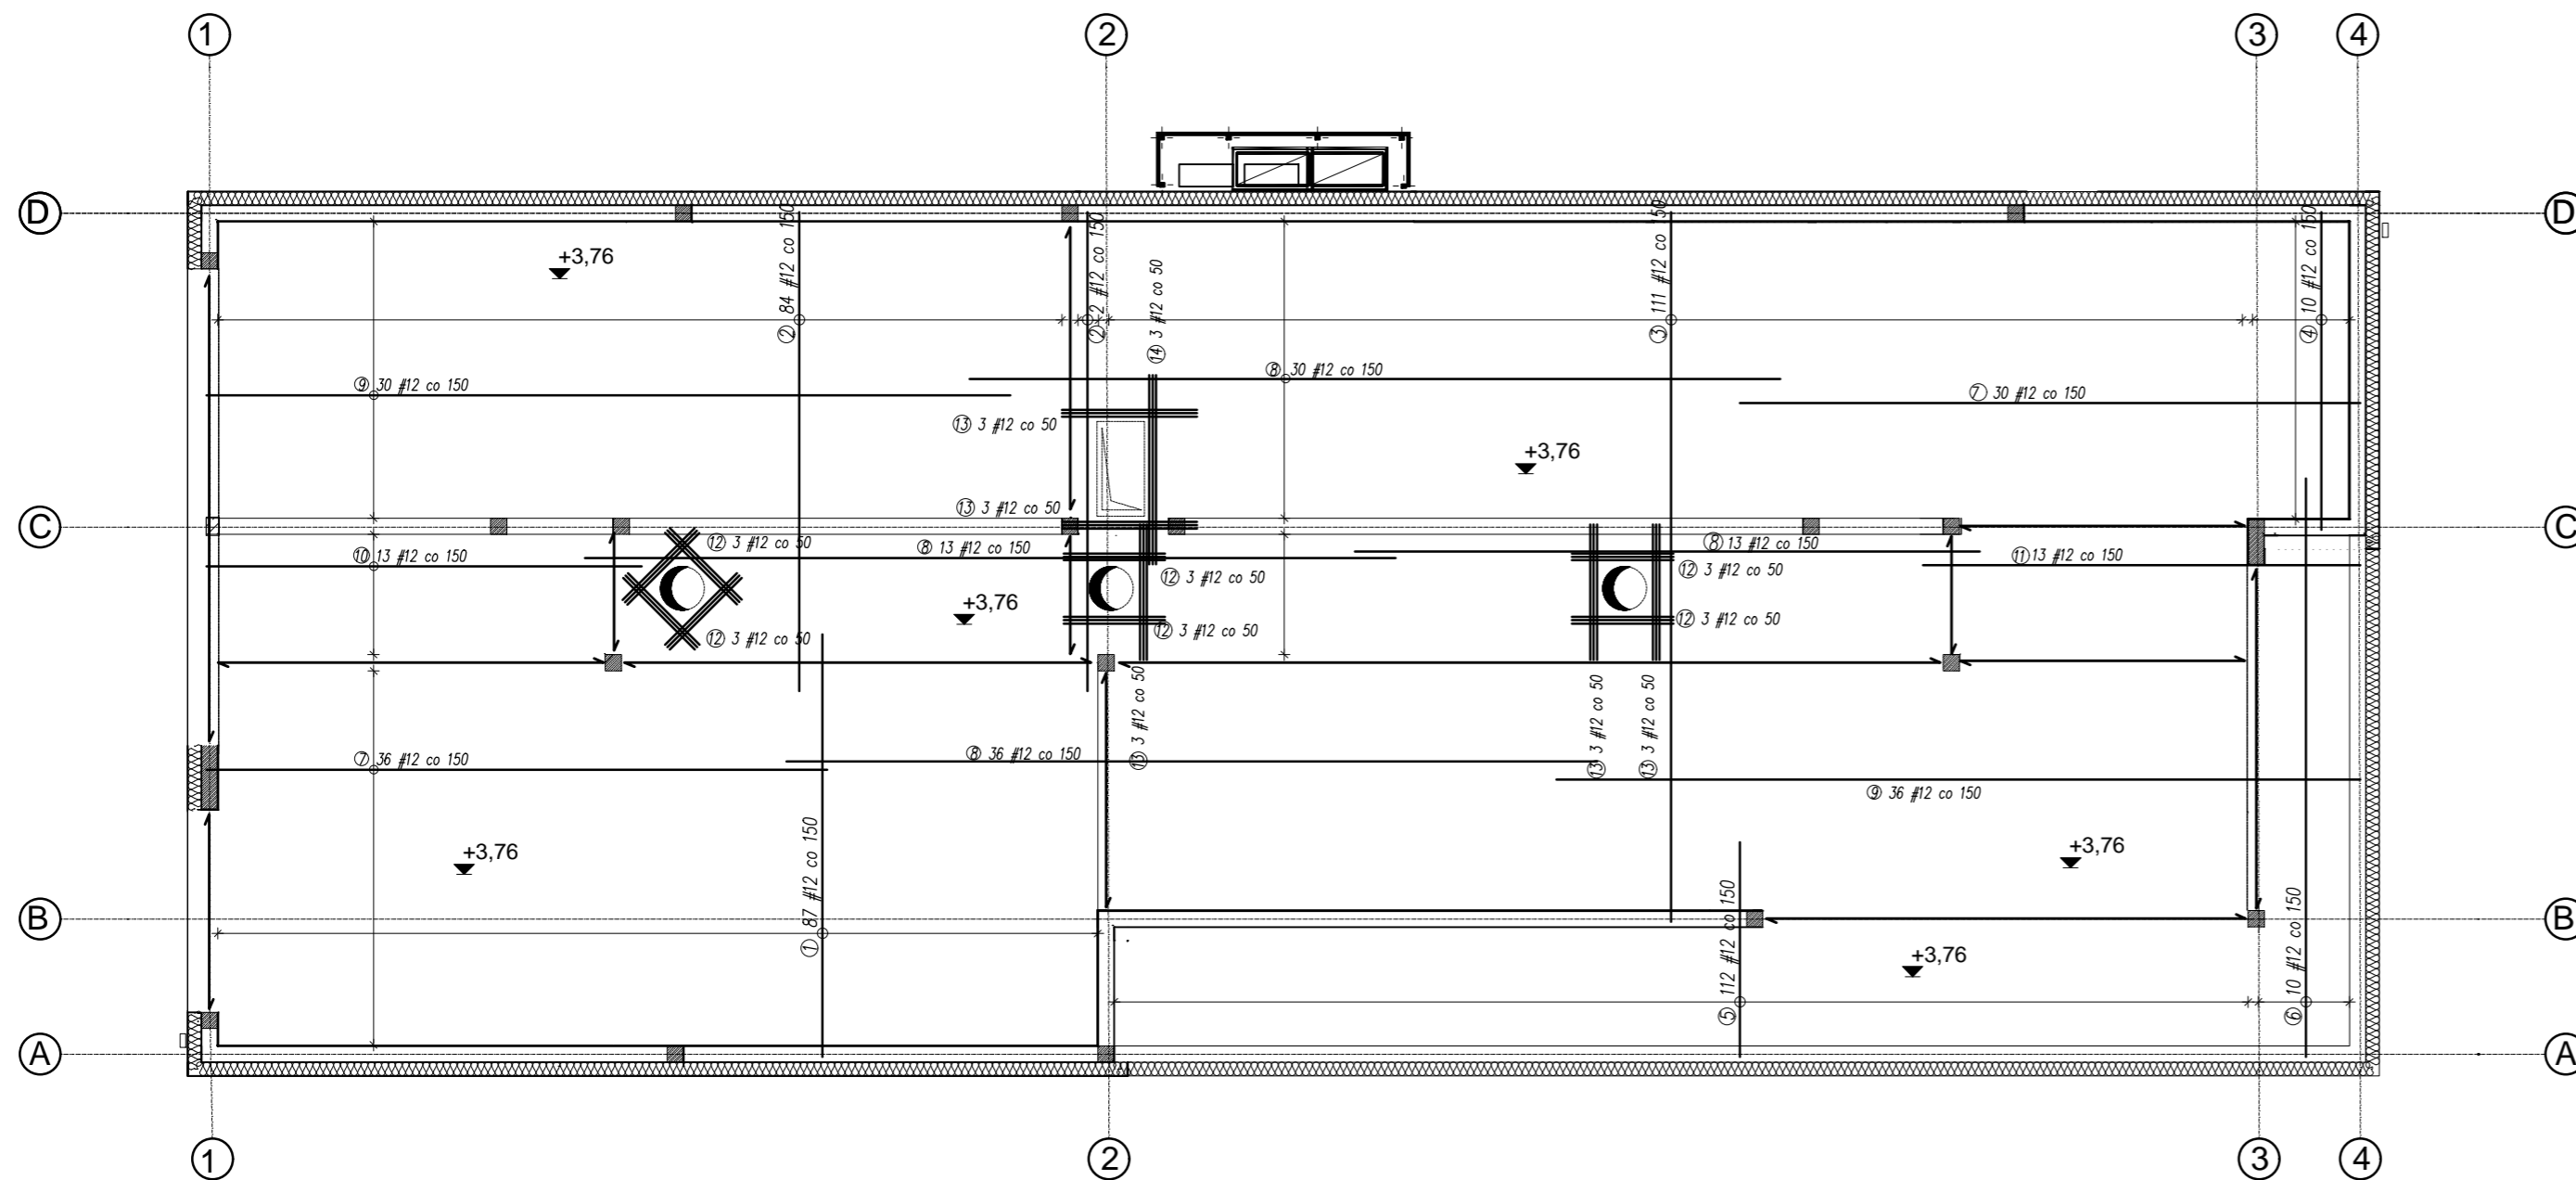 1
2
3
4
D
D
② 84 #12 co 150
② 2 #12 co 150
⑭ 3 #12 co 50
③ 111 #12 co 150
④ 10 #12 co 150
+3,76
⑨ 30 #12 co 150
⑧ 30 #12 co 150
⑦ 30 #12 co 150
⑬ 3 #12 co 50
+3,76
⑬ 3 #12 co 50
C
C
⑩ 13 #12 co 150
⑫ 3 #12 co 50
⑧ 13 #12 co 150
⑧ 13 #12 co 150
⑪ 13 #12 co 150
⑫ 3 #12 co 50
⑫ 3 #12 co 50
+3,76
⑫ 3 #12 co 50
⑫ 3 #12 co 50
⑫ 3 #12 co 50
⑬ 3 #12 co 50
⑬ 3 #12 co 50
⑬ 3 #12 co 50
⑦ 36 #12 co 150
⑧ 36 #12 co 150
⑨ 36 #12 co 150
+3,76
+3,76
① 87 #12 co 150
⑤ 112 #12 co 150
⑥ 10 #12 co 150
B
B
+3,76
A
A
1
2
3
4